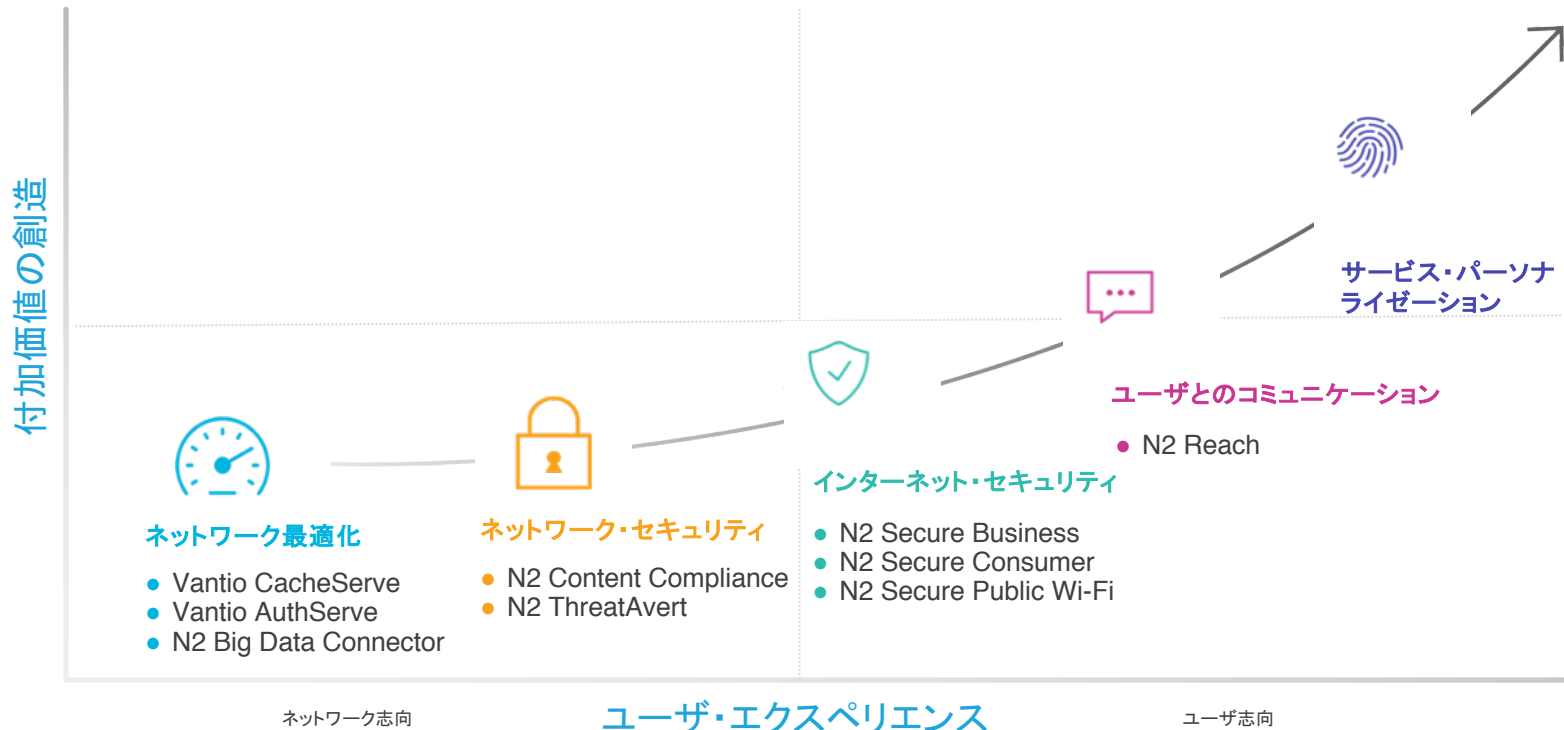 付加価値の創造
ネットワーク最適化
● Vantio CacheServe
● Vantio AuthServe
● N2 Big Data Connector
ネットワーク・セキュリティ
● N2 Content Compliance
● N2 ThreatAvert
インターネット・セキュリティ
● N2 Secure Business
● N2 Secure Consumer
● N2 Secure Public Wi-Fi
ユーザとのコミュニケーション
● N2 Reach
サービス・パーソナ
ライゼーション
ネットワーク志向
ユーザ・エクスペリエンス
ユーザ志向